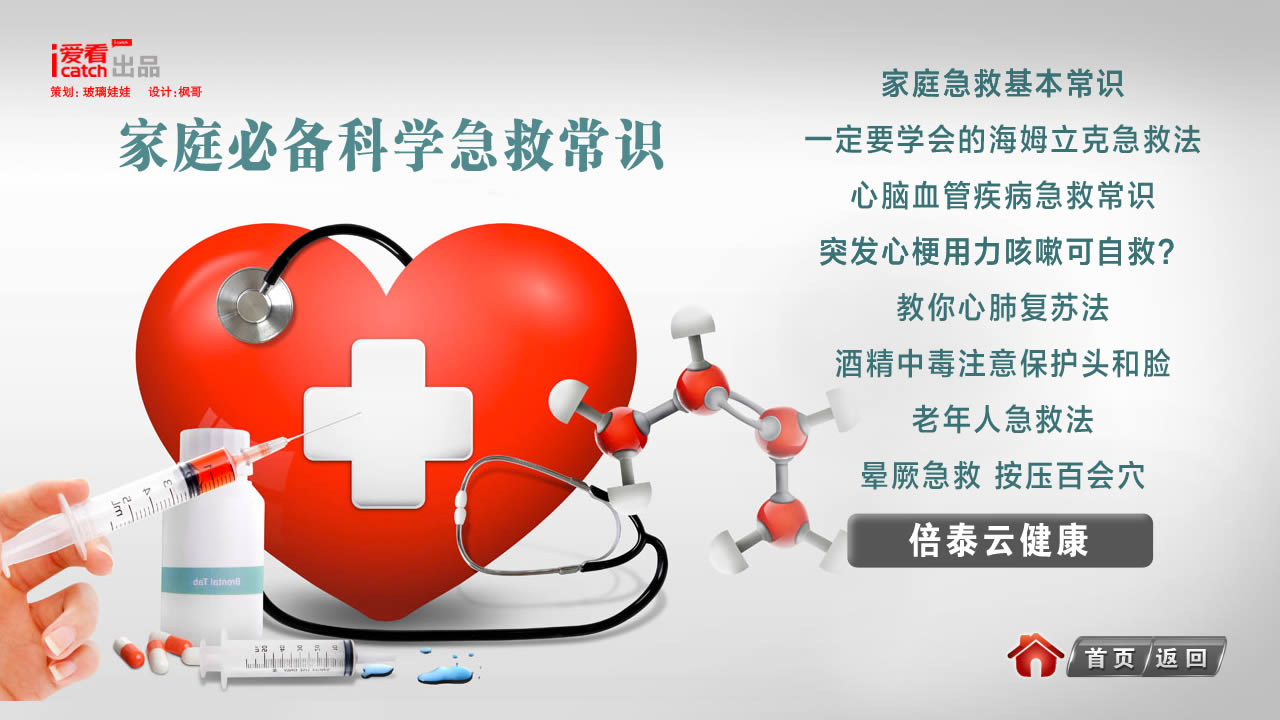 i爱看
catch 出品
策划: 玻璃娃娃 设计:枫哥
家庭必备科学急救常识
家庭急救基本常识
一定要学会的海姆立克急救法
心脑血管疾病急救常识
突发心梗用力咳嗽可自救?
教你心肺复苏法
酒精中毒注意保护头和脸
老年人急救法
晕厥急救 按压百会穴
倍泰云健康
Brontal Tab
首页 返回